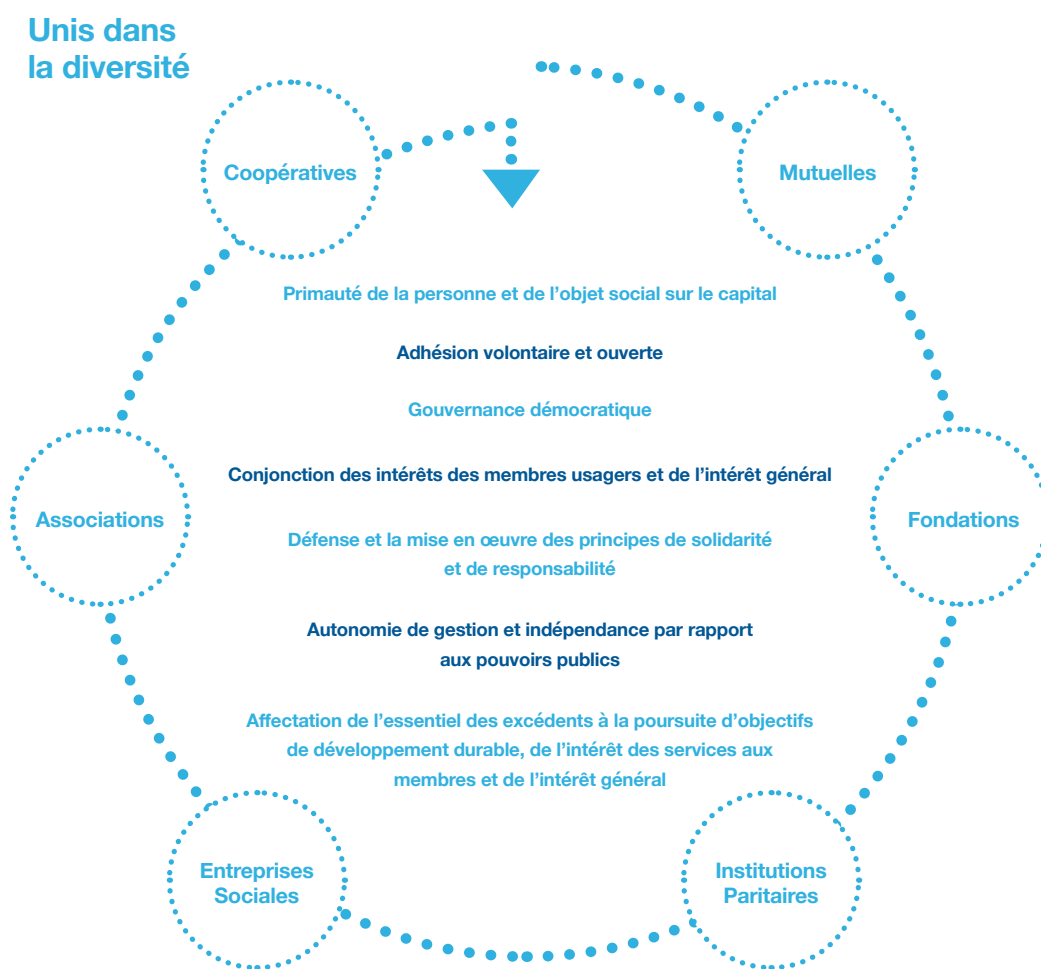 Unis dans
la diversité
Coopératives
Mutuelles
Primauté de la personne et de l’objet social sur le capital
Adhésion volontaire et ouverte
Gouvernance démocratique
Conjonction des intérêts des membres usagers et de l’intérêt général
Associations
Fondations
Défense et la mise en œuvre des principes de solidarité
et de responsabilité
Autonomie de gestion et indépendance par rapport
aux pouvoirs publics
Affectation de l’essentiel des excédents à la poursuite d’objectifs
de développement durable, de l’intérêt des services aux
membres et de l’intérêt général
Entreprises
Sociales
Institutions
Paritaires